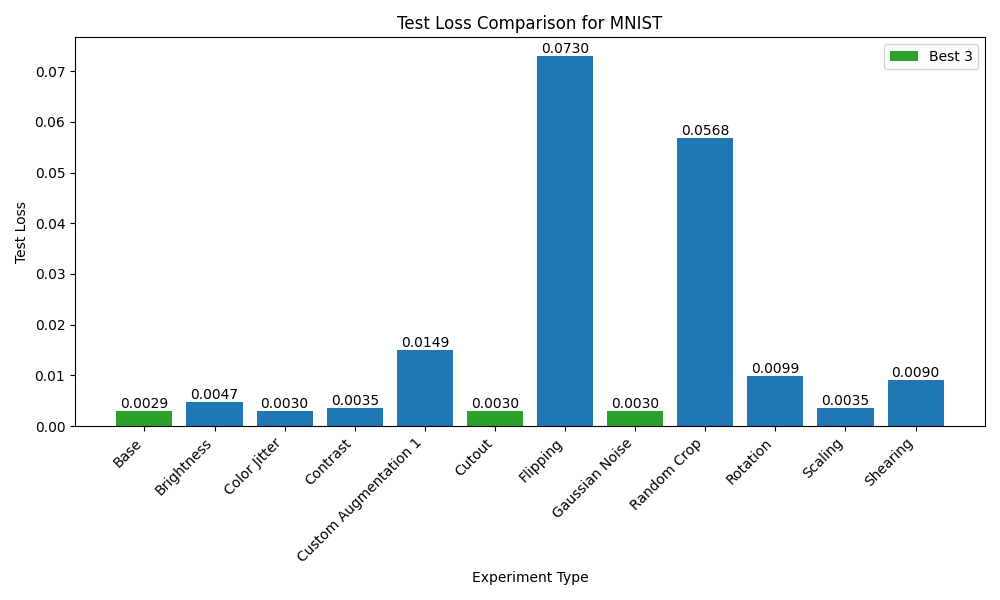 Test Loss Comparison for MNIST
Best 3
Test Loss
0.07
0.06
0.05
0.04
0.03
0.02
0.01
0.00
0.0029
0.0047
0.0030
0.0035
0.0149
0.0030
0.0730
0.0030
0.0568
0.0099
0.0035
0.0090
Base
Brightness
Color Jitter
Contrast
Custom Augmentation 1
Cutout
Flipping
Gaussian Noise
Random Crop
Rotation
Scaling
Shearing
Experiment Type